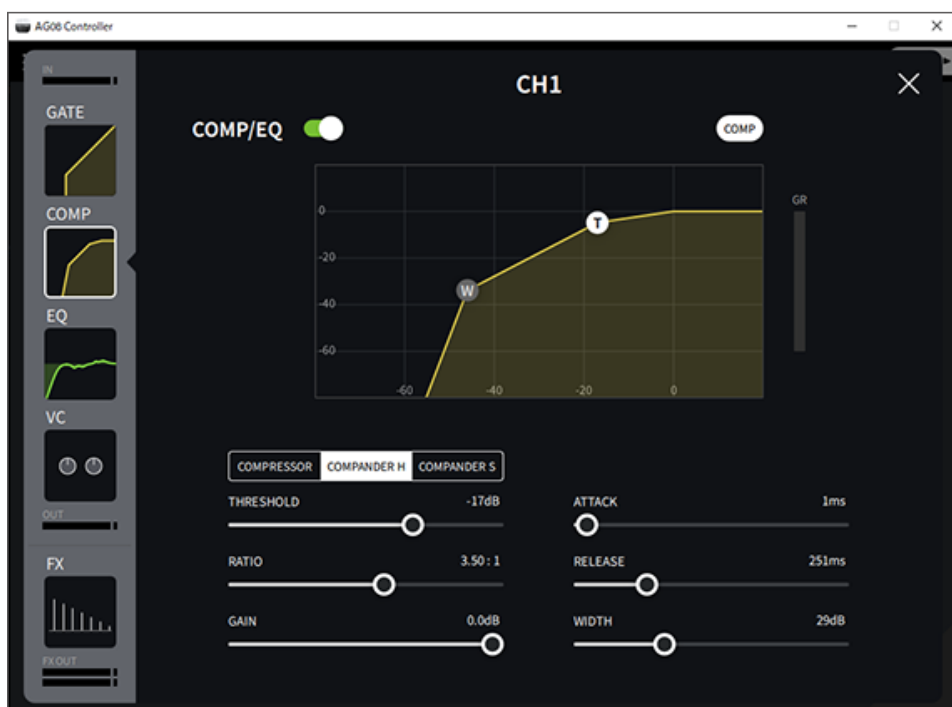 AG08 Controller
IN
GATE
COMP
EQ
VC
OUT
FX
FX OUT
CH1
COMP/EQ
COMP
GR
0
-20
-40
-60
-60 -40 -20 0
T
W
COMPRESSOR COMPANDER H COMPANDER S
THRESHOLD -17dB
ATTACK 1ms
RATIO 3.50 : 1
RELEASE 251ms
GAIN 0.0dB
WIDTH 29dB